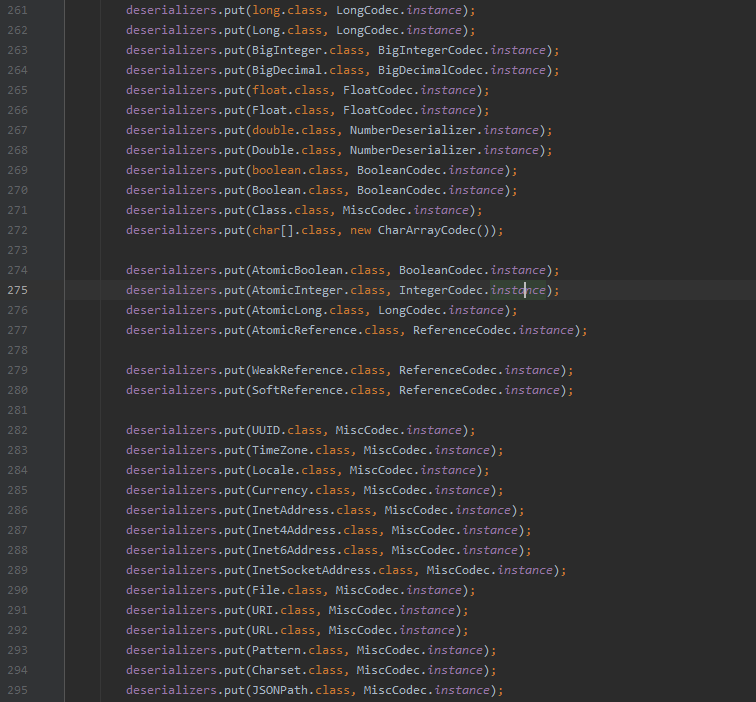 261 deserializers.put(long.class, LongCodec.instance);
262 deserializers.put(Long.class, LongCodec.instance);
263 deserializers.put(BigInteger.class, BigIntegerCodec.instance);
264 deserializers.put(BigDecimal.class, BigDecimalCodec.instance);
265 deserializers.put(float.class, FloatCodec.instance);
266 deserializers.put(Float.class, FloatCodec.instance);
267 deserializers.put(double.class, NumberDeserializer.instance);
268 deserializers.put(Double.class, NumberDeserializer.instance);
269 deserializers.put(boolean.class, BooleanCodec.instance);
270 deserializers.put(Boolean.class, BooleanCodec.instance);
271 deserializers.put(Class.class, MiscCodec.instance);
272 deserializers.put(char[].class, new CharArrayCodec());
273
274 deserializers.put(AtomicBoolean.class, BooleanCodec.instance);
275 deserializers.put(AtomicInteger.class, IntegerCodec.instance);
276 deserializers.put(AtomicLong.class, LongCodec.instance);
277 deserializers.put(AtomicReference.class, ReferenceCodec.instance);
278
279 deserializers.put(WeakReference.class, ReferenceCodec.instance);
280 deserializers.put(SoftReference.class, ReferenceCodec.instance);
281
282 deserializers.put(UUID.class, MiscCodec.instance);
283 deserializers.put(TimeZone.class, MiscCodec.instance);
284 deserializers.put(Locale.class, MiscCodec.instance);
285 deserializers.put(Currency.class, MiscCodec.instance);
286 deserializers.put(InetAddress.class, MiscCodec.instance);
287 deserializers.put(Inet4Address.class, MiscCodec.instance);
288 deserializers.put(Inet6Address.class, MiscCodec.instance);
289 deserializers.put(InetSocketAddress.class, MiscCodec.instance);
290 deserializers.put(File.class, MiscCodec.instance);
291 deserializers.put(URI.class, MiscCodec.instance);
292 deserializers.put(URL.class, MiscCodec.instance);
293 deserializers.put(Pattern.class, MiscCodec.instance);
294 deserializers.put(Charset.class, MiscCodec.instance);
295 deserializers.put(JSONPath.class, MiscCodec.instance);